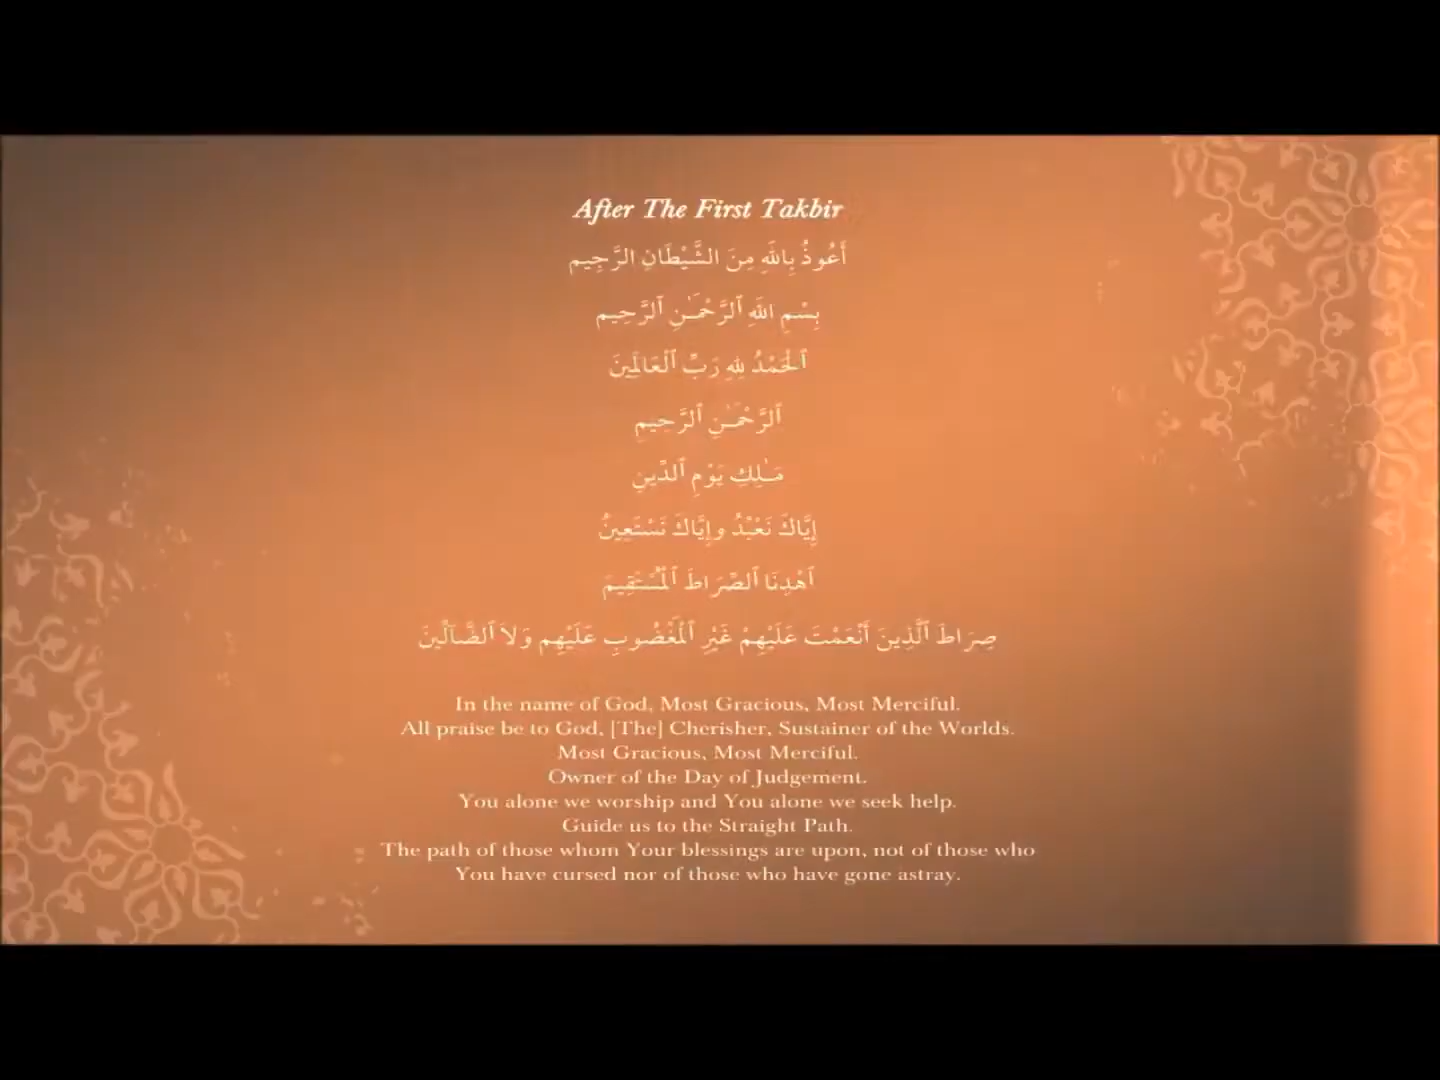 After The First Takbir
أَعُوذُ بِاللهِ مِنَ الشَّيْطَانِ الرَّجِيم
بِسْمِ اللهِ ٱلرَّحْمَـٰنِ ٱلرَّحِيم
ٱلْحَمْدُ لِلهِ رَبِّ ٱلْعَالَمِينَ
ٱلرَّحْمَـٰنِ ٱلرَّحِيمِ
مَـٰلِكِ يَوْمِ ٱلدِّينِ
إِيَّاكَ نَعْبُدُ وإِيَّاكَ نَسْتَعِينُ
ٱهْدِنَا ٱلصِّرَاطَ ٱلْمُسْتَقِيمَ
صِرَاطَ ٱلَّذِينَ أَنْعَمْتَ عَلَيْهِمْ غَيْرِ ٱلْمَغْضُوبِ عَلَيْهِم وَلاَ ٱلضَّآلِّينَ
In the name of God, Most Gracious, Most Merciful.
All praise be to God, [The] Cherisher, Sustainer of the Worlds.
Most Gracious, Most Merciful.
Owner of the Day of Judgement.
You alone we worship and You alone we seek help.
Guide us to the Straight Path.
The path of those whom Your blessings are upon, not of those who
You have cursed nor of those who have gone astray.